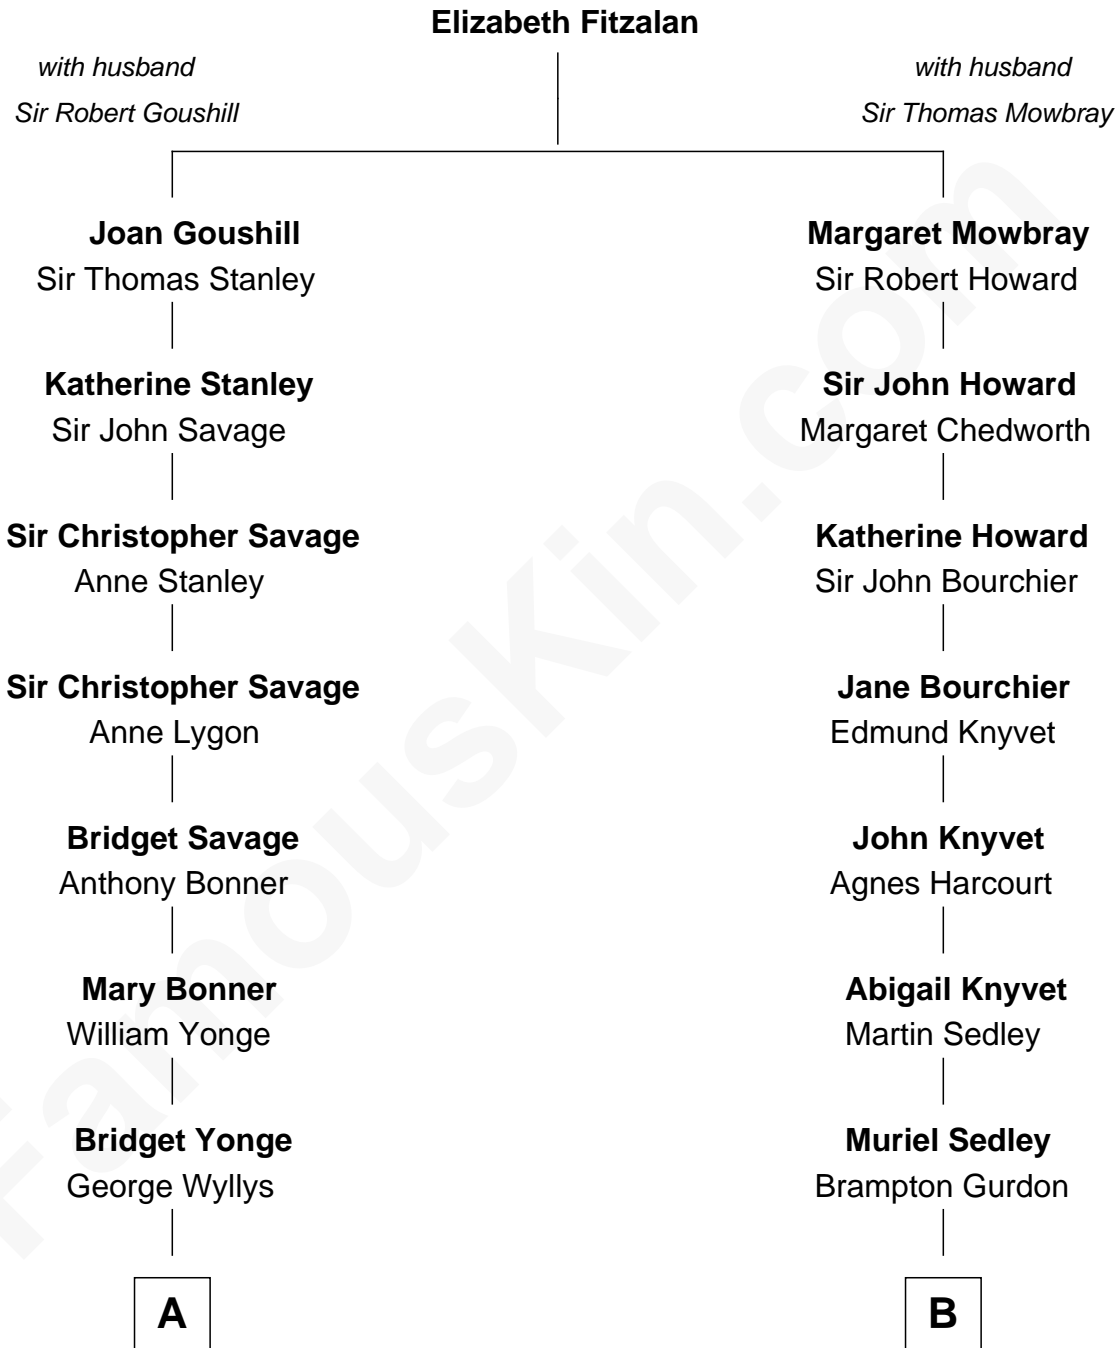 Elizabeth Fitzalan
with husband
Sir Robert Goushill
with husband
Sir Thomas Mowbray
Joan Goushill
Sir Thomas Stanley
Margaret Mowbray
Sir Robert Howard
Katherine Stanley
Sir John Savage
Sir John Howard
Margaret Chedworth
Sir Christopher Savage
Anne Stanley
Katherine Howard
Sir John Bourchier
Sir Christopher Savage
Anne Lygon
Jane Bourchier
Edmund Knyvet
Bridget Savage
Anthony Bonner
John Knyvet
Agnes Harcourt
Mary Bonner
William Yonge
Abigail Knyvet
Martin Sedley
Bridget Yonge
George Wyllys
Muriel Sedley
Brampton Gurdon
A
B
FamousKin.com